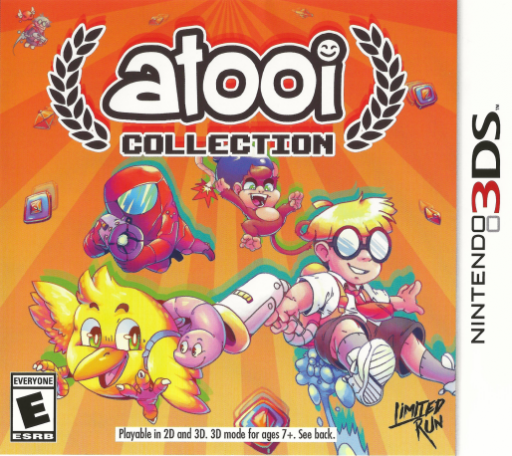 atooi
COLLECTION
NINTENDO 3DS™
EVERYONE
E
ESRB
Playable in 2D and 3D. 3D mode for ages 7+. See back.
LIMITED
RUN